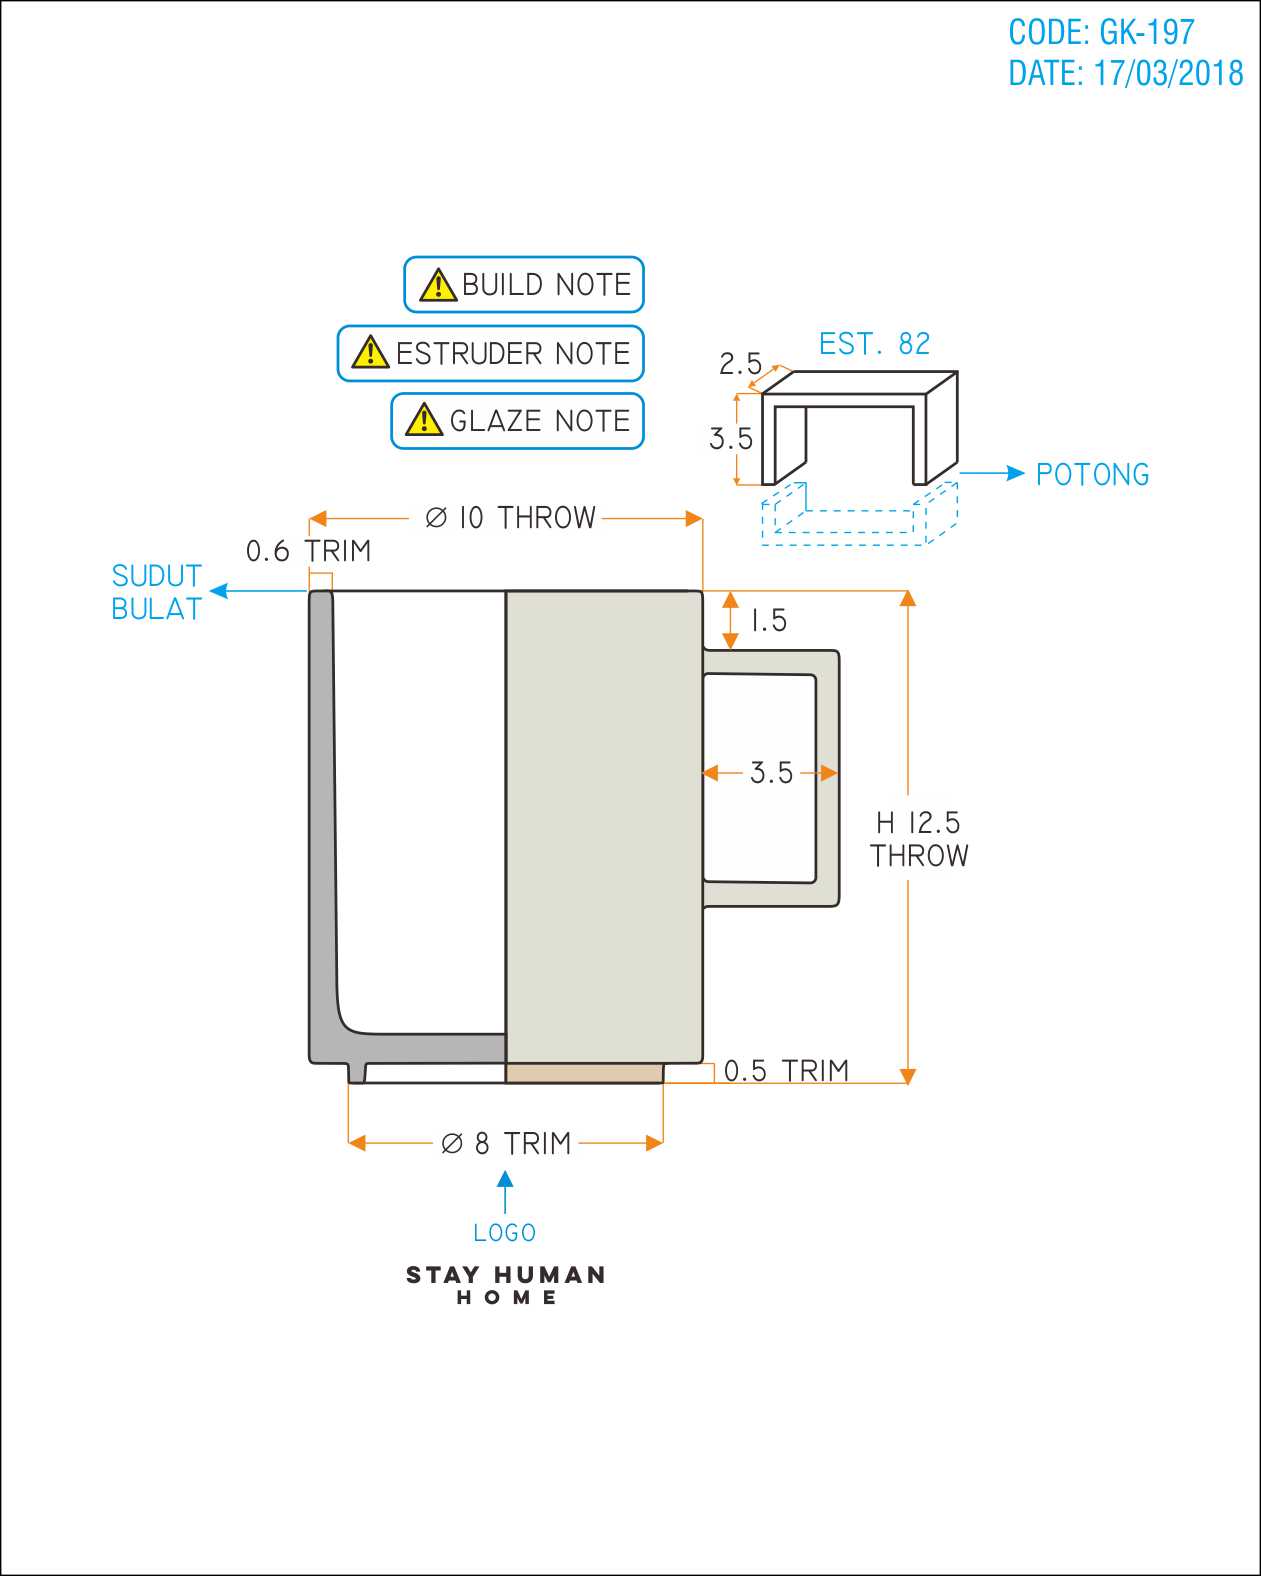 CODE: GK-197
DATE: 17/03/2018
BUILD NOTE
ESTRUDER NOTE
GLAZE NOTE
EST. 82
2.5
3.5
POTONG
Ø 10 THROW
0.6 TRIM
SUDUT
BULAT
1.5
3.5
H 12.5
THROW
0.5 TRIM
Ø 8 TRIM
LOGO
STAY HUMAN
HOME